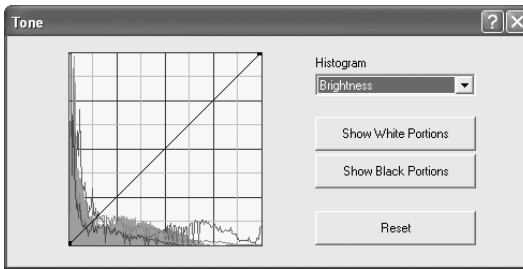 Tone
Histogram
Brightness
Show White Portions
Show Black Portions
Reset